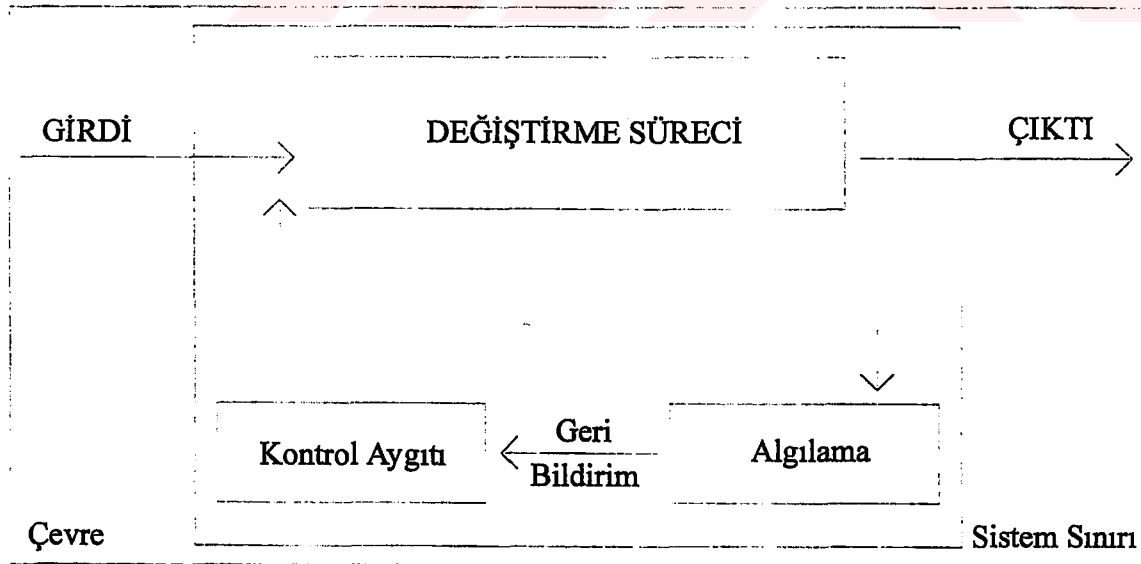 GİRDİ
DEĞİŞTİRME SÜRECİ
ÇIKTI
Kontrol Aygıtı
Geri
Bildirim
Algılama
Çevre
Sistem Sınırı